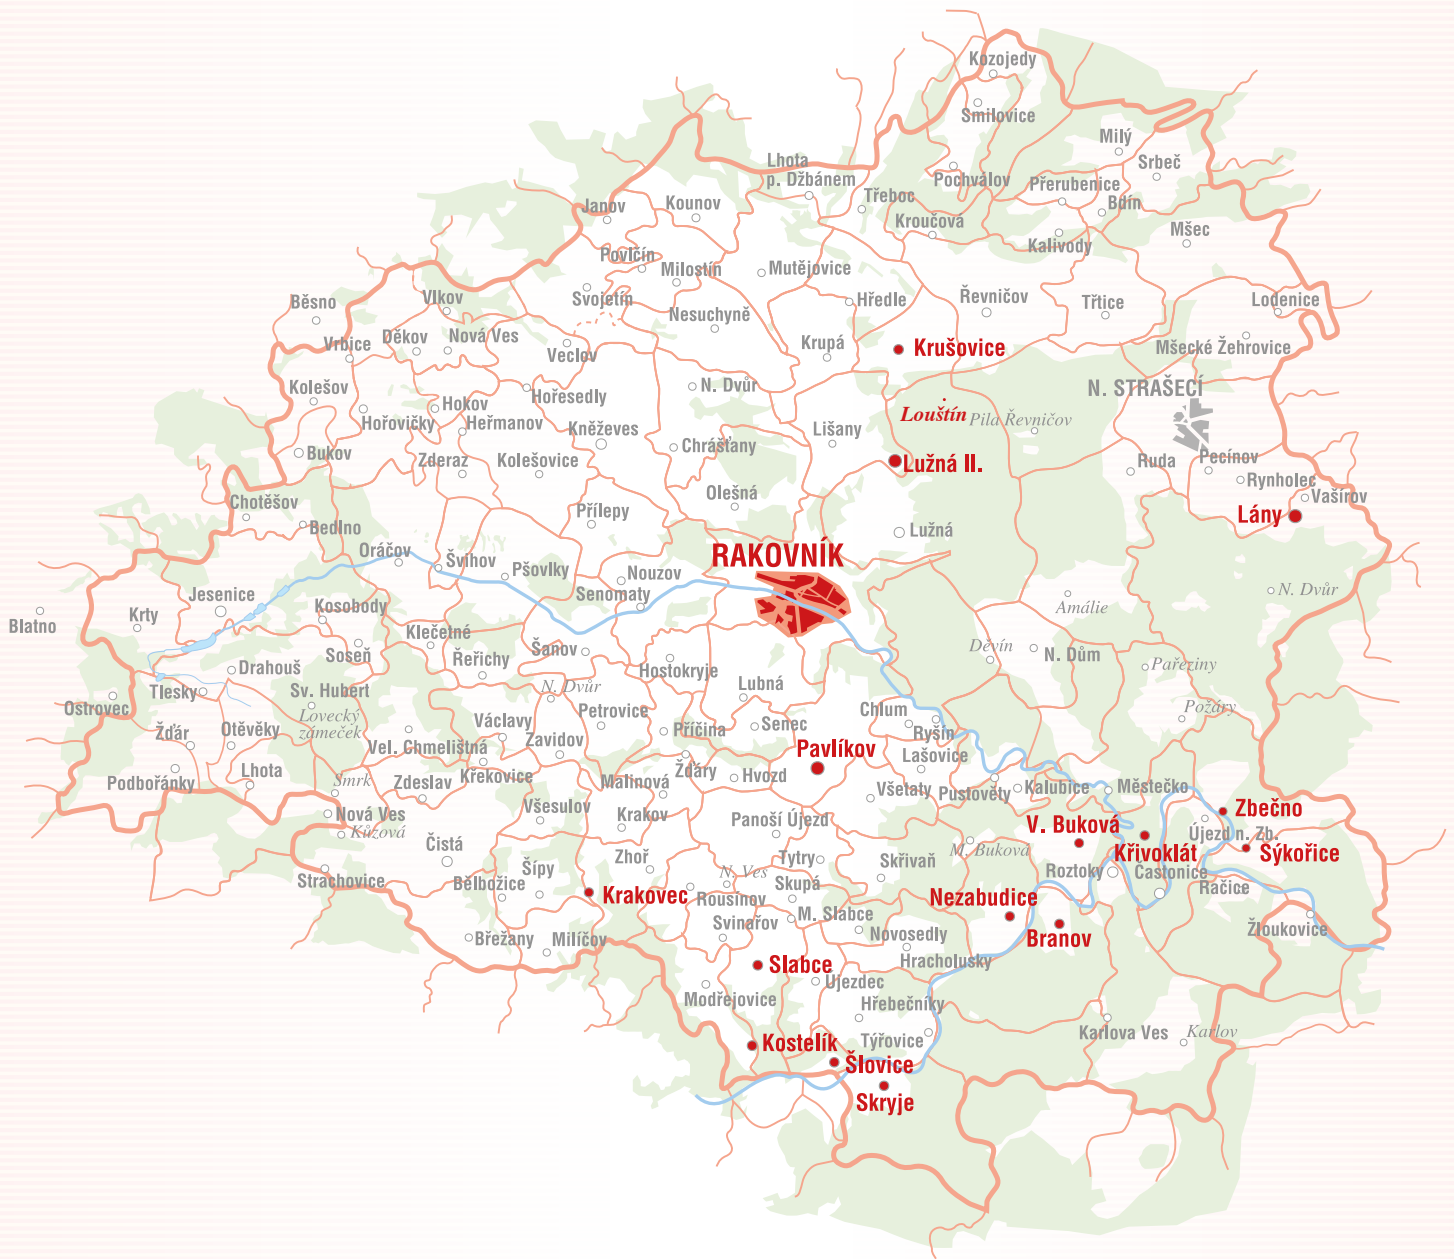 Kozojedy
Smilovice
Milý
Srbeč
Lhota
p. Džbánem
Pochválov
Přerubenice
Třeboc
Bdín
Janov
Kounov
Kroučová
Mšec
Kalivody
Povlčín
Milostín
Mutějovice
Běsno
Vlkov
Svojetín
Hředle
Řevničov
Třtice
Lodenice
Nesuchyně
Vrbice
Děkov
Nová Ves
Veclov
Krupá
Krušovice
Mšecké Žehrovice
Kolešov
N. Dvůr
N. STRAŠECÍ
Hořesedly
Hokov
Hořovičky
Heřmanov
Kněževes
Louštín
Pila Řevničov
Lišany
Bukov
Zderaz
Kolešovice
Chrášťany
Lužná II.
Ruda
Pecínov
Rynholec
Vašírov
Chotěšov
Olešná
Lány
Bedlno
Přílepy
Lužná
Oráčov
Švihov
RAKOVNÍK
Pšovlky
Nouzov
Jesenice
Senomaty
N. Dvůr
Amálie
Blatno
Krty
Kosobody
Klečetné
Soseň
Řeřichy
Šanov
Děvín
N. Dům
Drahouš
Hostokryje
Pařeziny
Tlesky
Sv. Hubert
N. Dvůr
Lubná
Ostrovec
Lovecký
zámeček
Petrovice
Chlum
Požáry
Žďár
Otěvěky
Václavy
Příčina
Senec
Ryšín
Vel. Chmelištná
Zavidov
Pavlíkov
Lašovice
Podbořánky
Lhota
Smrk
Zdeslav
Křekovice
Malinová
Žďáry
Hvozd
Všetaty
Pustověty
Kalubice
Městečko
Nová Ves
Všesulov
Krakov
Panoší Újezd
V. Buková
Zbečno
Kůzová
Újezd n. Zb.
Čistá
M. Buková
Křivoklát
Sýkořice
Zhoř
Tytry
Skřivaň
Roztoky
Častonice
Strachovice
Šípy
N. Ves
Skupá
Bělbožice
Krakovec
Rousínov
Nezabudice
Račice
Svinařov
M. Slabce
Břežany
Milíčov
Novosedly
Branov
Žloukovice
Slabce
Hracholusky
Újezdec
Modřejovice
Hřebečníky
Karlova Ves
Karlov
Kostelík
Týřovice
Šlovice
Skryje